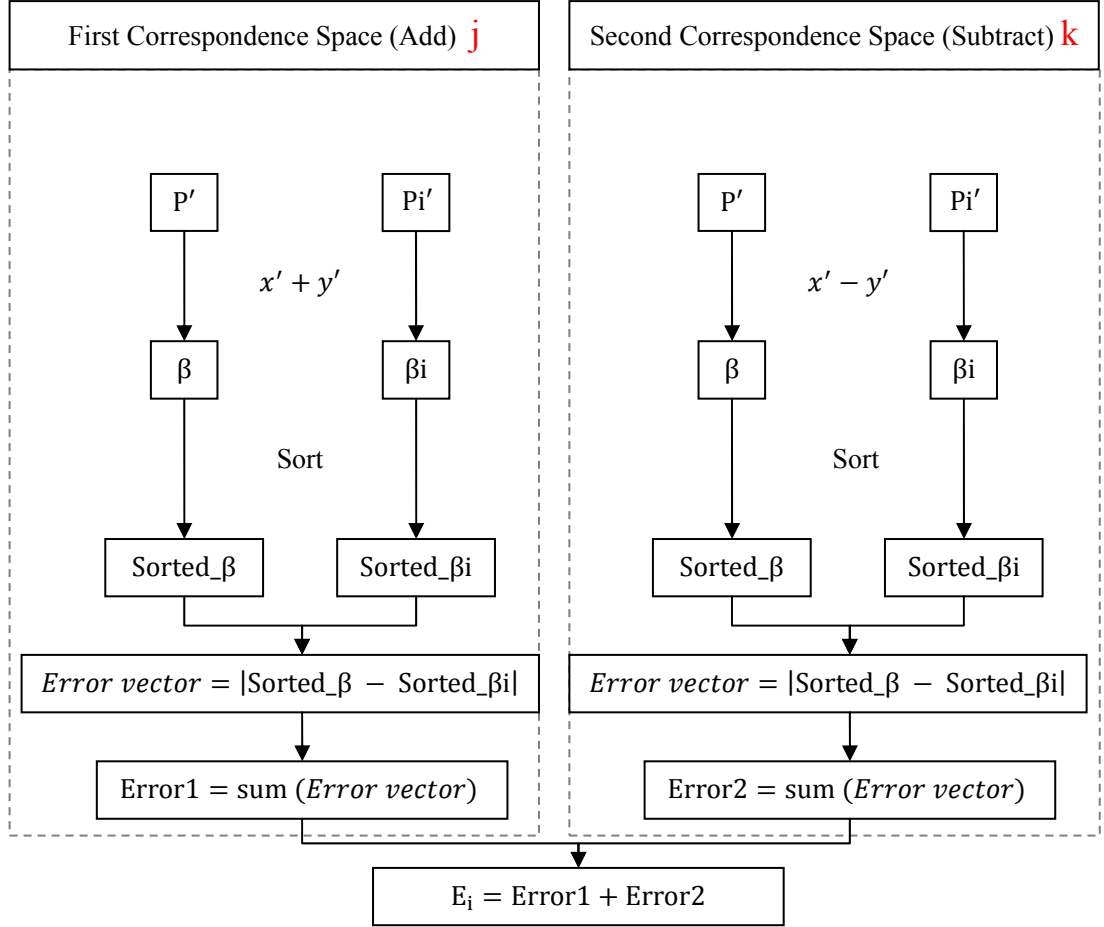 First Correspondence Space (Add) j
P′
Pi′
x′ + y′
β
βi
Sort
Sorted_β
Sorted_βi
Error vector = |Sorted_β − Sorted_βi|
Error1 = sum (Error vector)
Second Correspondence Space (Subtract) k
P′
Pi′
x′ − y′
β
βi
Sort
Sorted_β
Sorted_βi
Error vector = |Sorted_β − Sorted_βi|
Error2 = sum (Error vector)
Eᵢ = Error1 + Error2